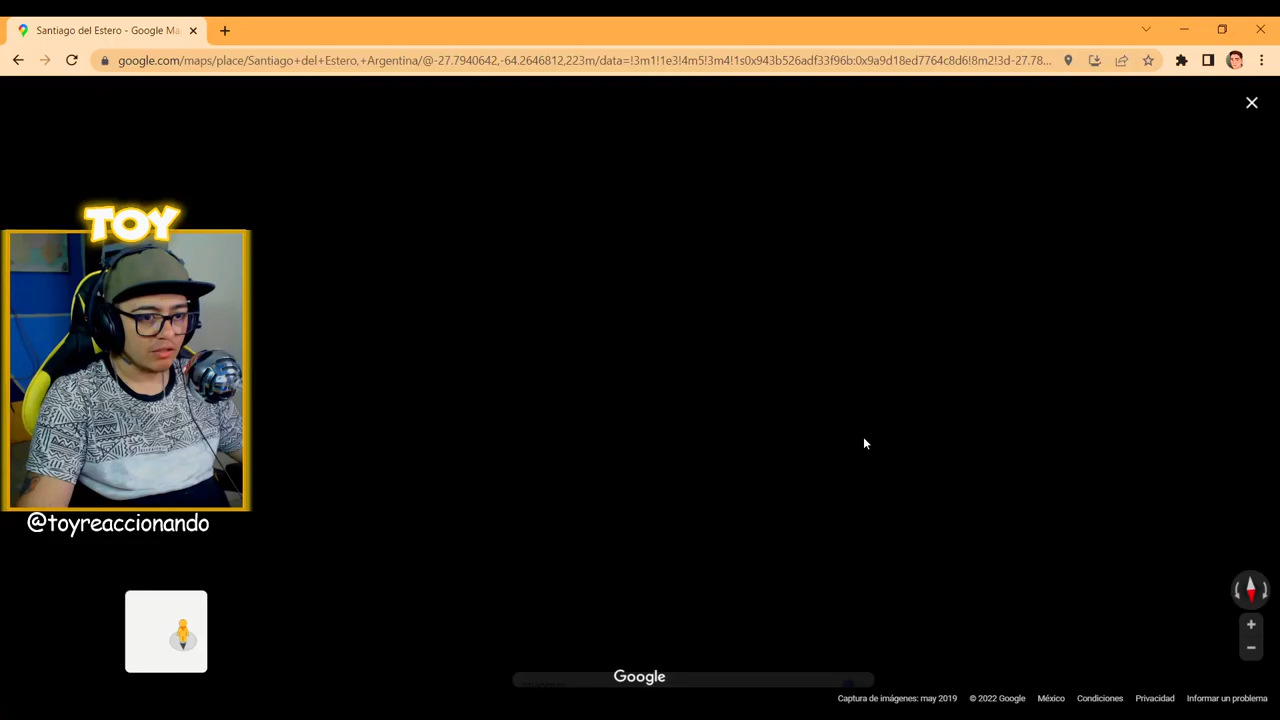 Santiago del Estero - Google Ma
google.com/maps/place/Santiago+del+Estero,+Argentina/@-27.7940642,-64.2646812,223m/data=!3m1!1e3!4m5!3m4!1s0x943b526adf33f96b:0x9a9d18ed7764c8d6!8m2!3d-27.78...
TOY
@toyreaccionando
Google
Captura de imágenes: may 2019 © 2022 Google México Condiciones Privacidad Informar un problema